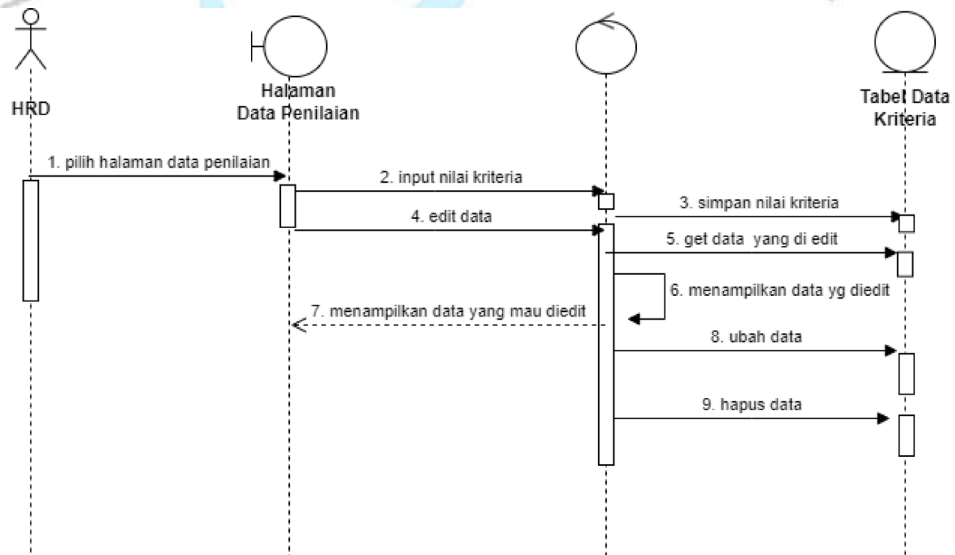 HRD
Halaman
Data Penilaian
Tabel Data
Kriteria
1. pilih halaman data penilaian
2. input nilai kriteria
3. simpan nilai kriteria
4. edit data
5. get data yang di edit
6. menampilkan data yg diedit
7. menampilkan data yang mau diedit
8. ubah data
9. hapus data